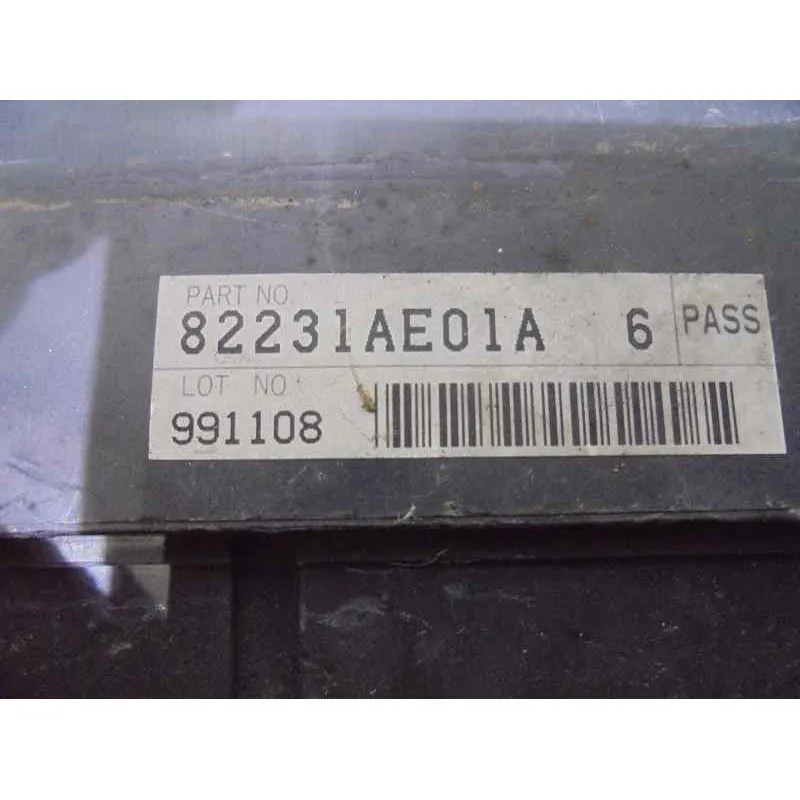 PART NO.
82231AE01A 6 PASS
LOT NO
991108